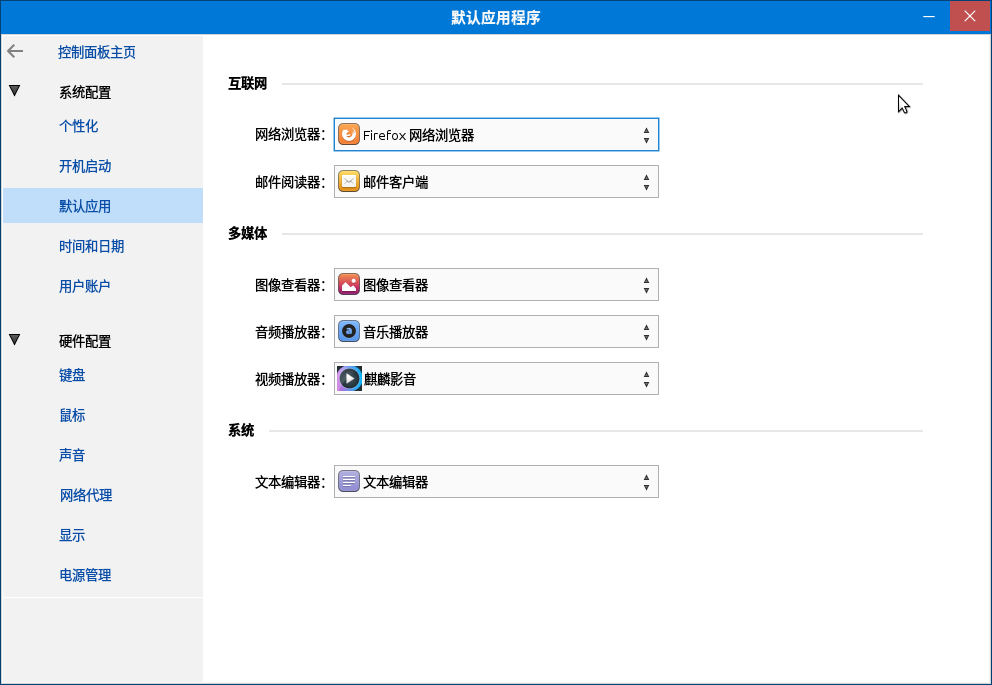 默认应用程序
控制面板主页
系统配置
个性化
开机启动
默认应用
时间和日期
用户账户
硬件配置
键盘
鼠标
声音
网络代理
显示
电源管理
互联网
网络浏览器: Firefox 网络浏览器
邮件阅读器: 邮件客户端
多媒体
图像查看器: 图像查看器
音频播放器: 音乐播放器
视频播放器: 麒麟影音
系统
文本编辑器: 文本编辑器